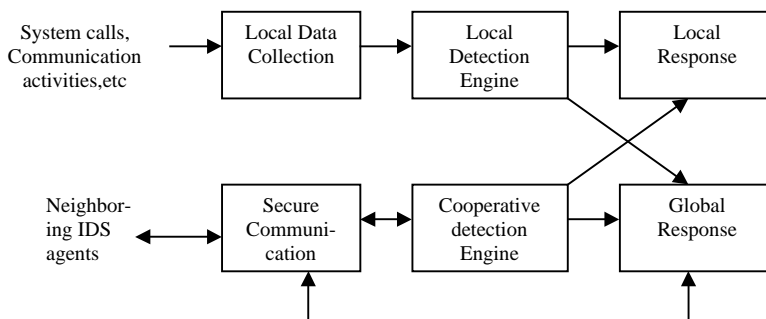 System calls,
Communication
activities,etc
Local Data
Collection
Local
Detection
Engine
Local
Response
Neighbor-
ing IDS
agents
Secure
Communi-
cation
Cooperative
detection
Engine
Global
Response